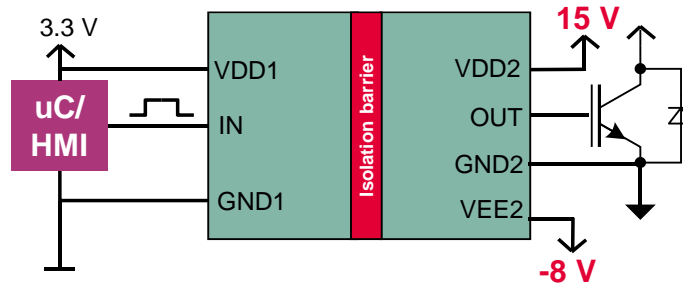 3.3 V
uC/
HMI
VDD1
IN
GND1
Isolation barrier
VDD2
OUT
GND2
VEE2
15 V
-8 V